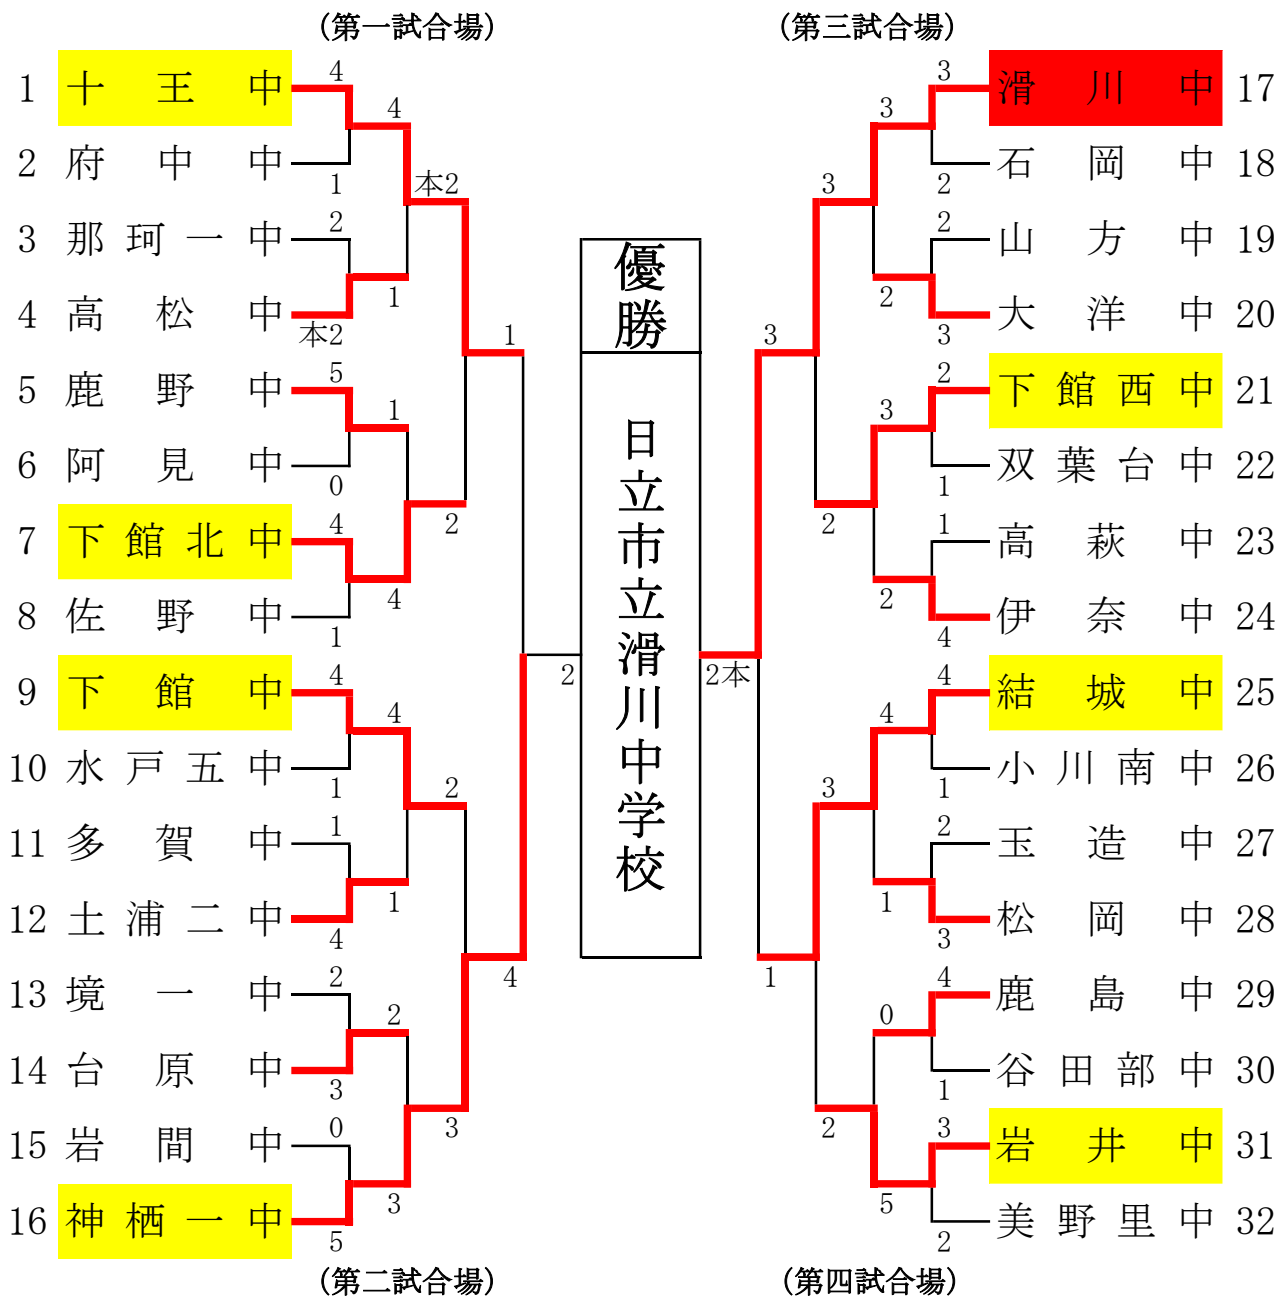 (第一試合場)
1 十王中 4
4
2 府中中 1
本2
3 那珂一中 2
1
4 高松中 本2
1
5 鹿野中 5
1
6 阿見中 0
2
7 下館北中 4
4
8 佐野中 1
2
9 下館中 4
4
10 水戸五中 1
2
11 多賀中 1
1
12 土浦二中 4
4
13 境一中 2
2
14 台原中 3
3
15 岩間中 0
3
16 神栖一中 5
(第二試合場)
優勝
日立市立滑川中学校
(第三試合場)
3 滑川中 17
3
2 石岡中 18
3
2 山方中 19
2
3 大洋中 20
3
2 下館西中 21
3
1 双葉台中 22
2
1 高萩中 23
2
4 伊奈中 24
2本
4 結城中 25
4
1 小川南中 26
3
2 玉造中 27
1
3 松岡中 28
1
4 鹿島中 29
0
1 谷田部中 30
2
3 岩井中 31
5
2 美野里中 32
(第四試合場)